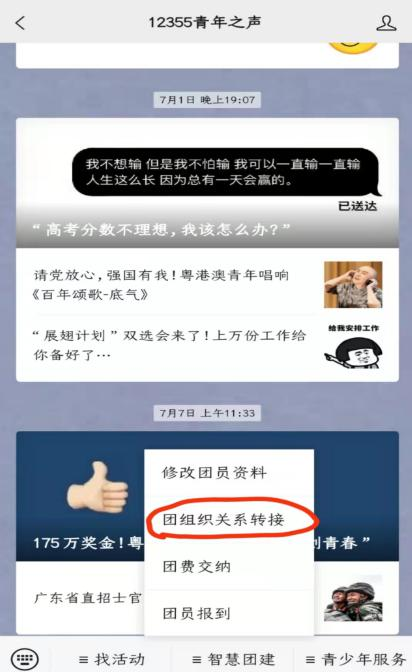 12355青年之声
7月1日 晚上19:07
我不想输 但是我不怕输 我可以一直输一直输
人生这么长 因为总有一天会赢的。
已送达
“高考分数不理想,我该怎么办?”
请党放心,强国有我!粤港澳青年唱响
《百年颂歌-底气》
“展翅计划”双选会来了!上万份工作给
你备好了…
给我安排工作
7月7日 上午11:33
修改团员资料
团组织关系转接
175万奖金!粤
创青春”
团费交纳
广东省直招士官
团员报到
≡ 找活动
≡ 智慧团建
≡ 青少年服务